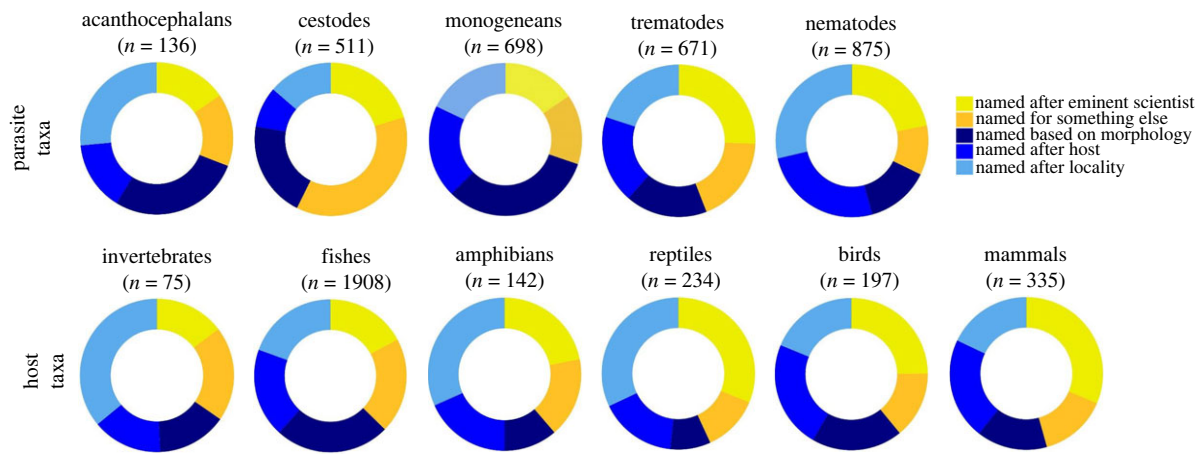 acanthocephalans
(n = 136)
cestodes
(n = 511)
monogeneans
(n = 698)
trematodes
(n = 671)
nematodes
(n = 875)
parasite
taxa
named after eminent scientist
named for something else
named based on morphology
named after host
named after locality
invertebrates
(n = 75)
fishes
(n = 1908)
amphibians
(n = 142)
reptiles
(n = 234)
birds
(n = 197)
mammals
(n = 335)
host
taxa